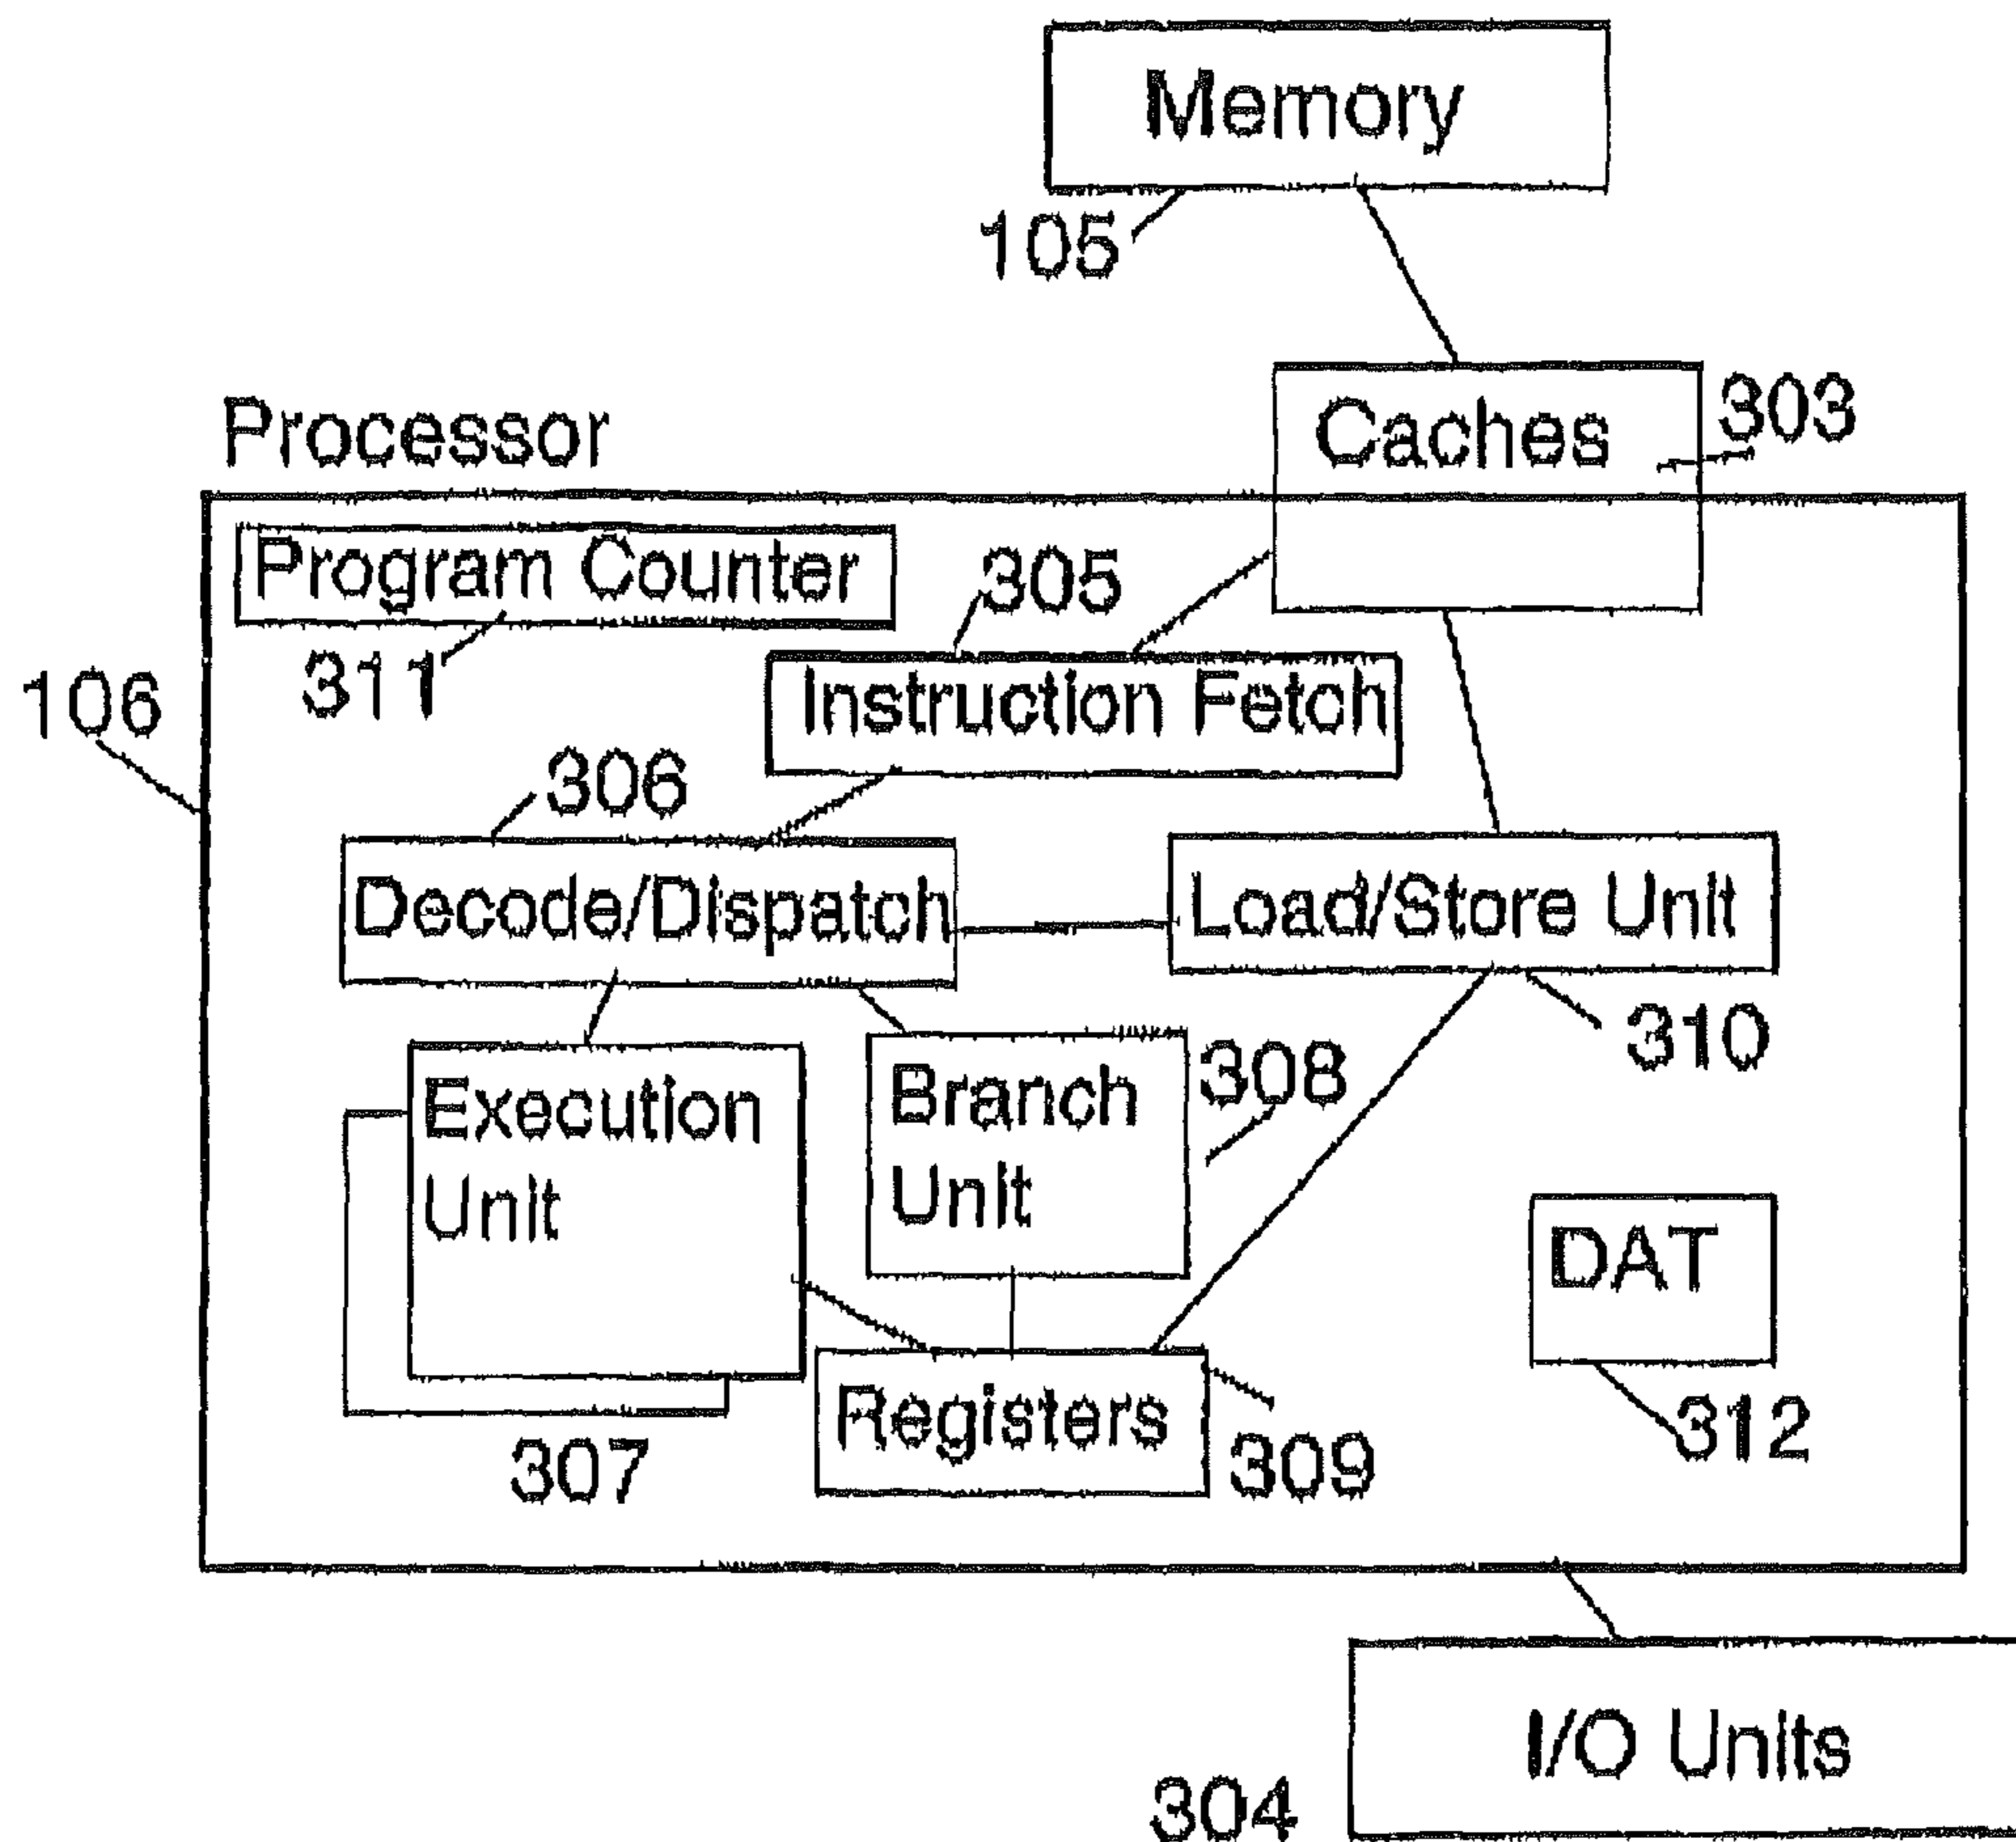 Memory
105
Caches
303
Processor
Program Counter
305
311
Instruction Fetch
106
306
Decode/Dispatch
Load/Store Unit
310
Execution
Unit
Branch
Unit
308
DAT
Registers
312
307
309
I/O Units
304